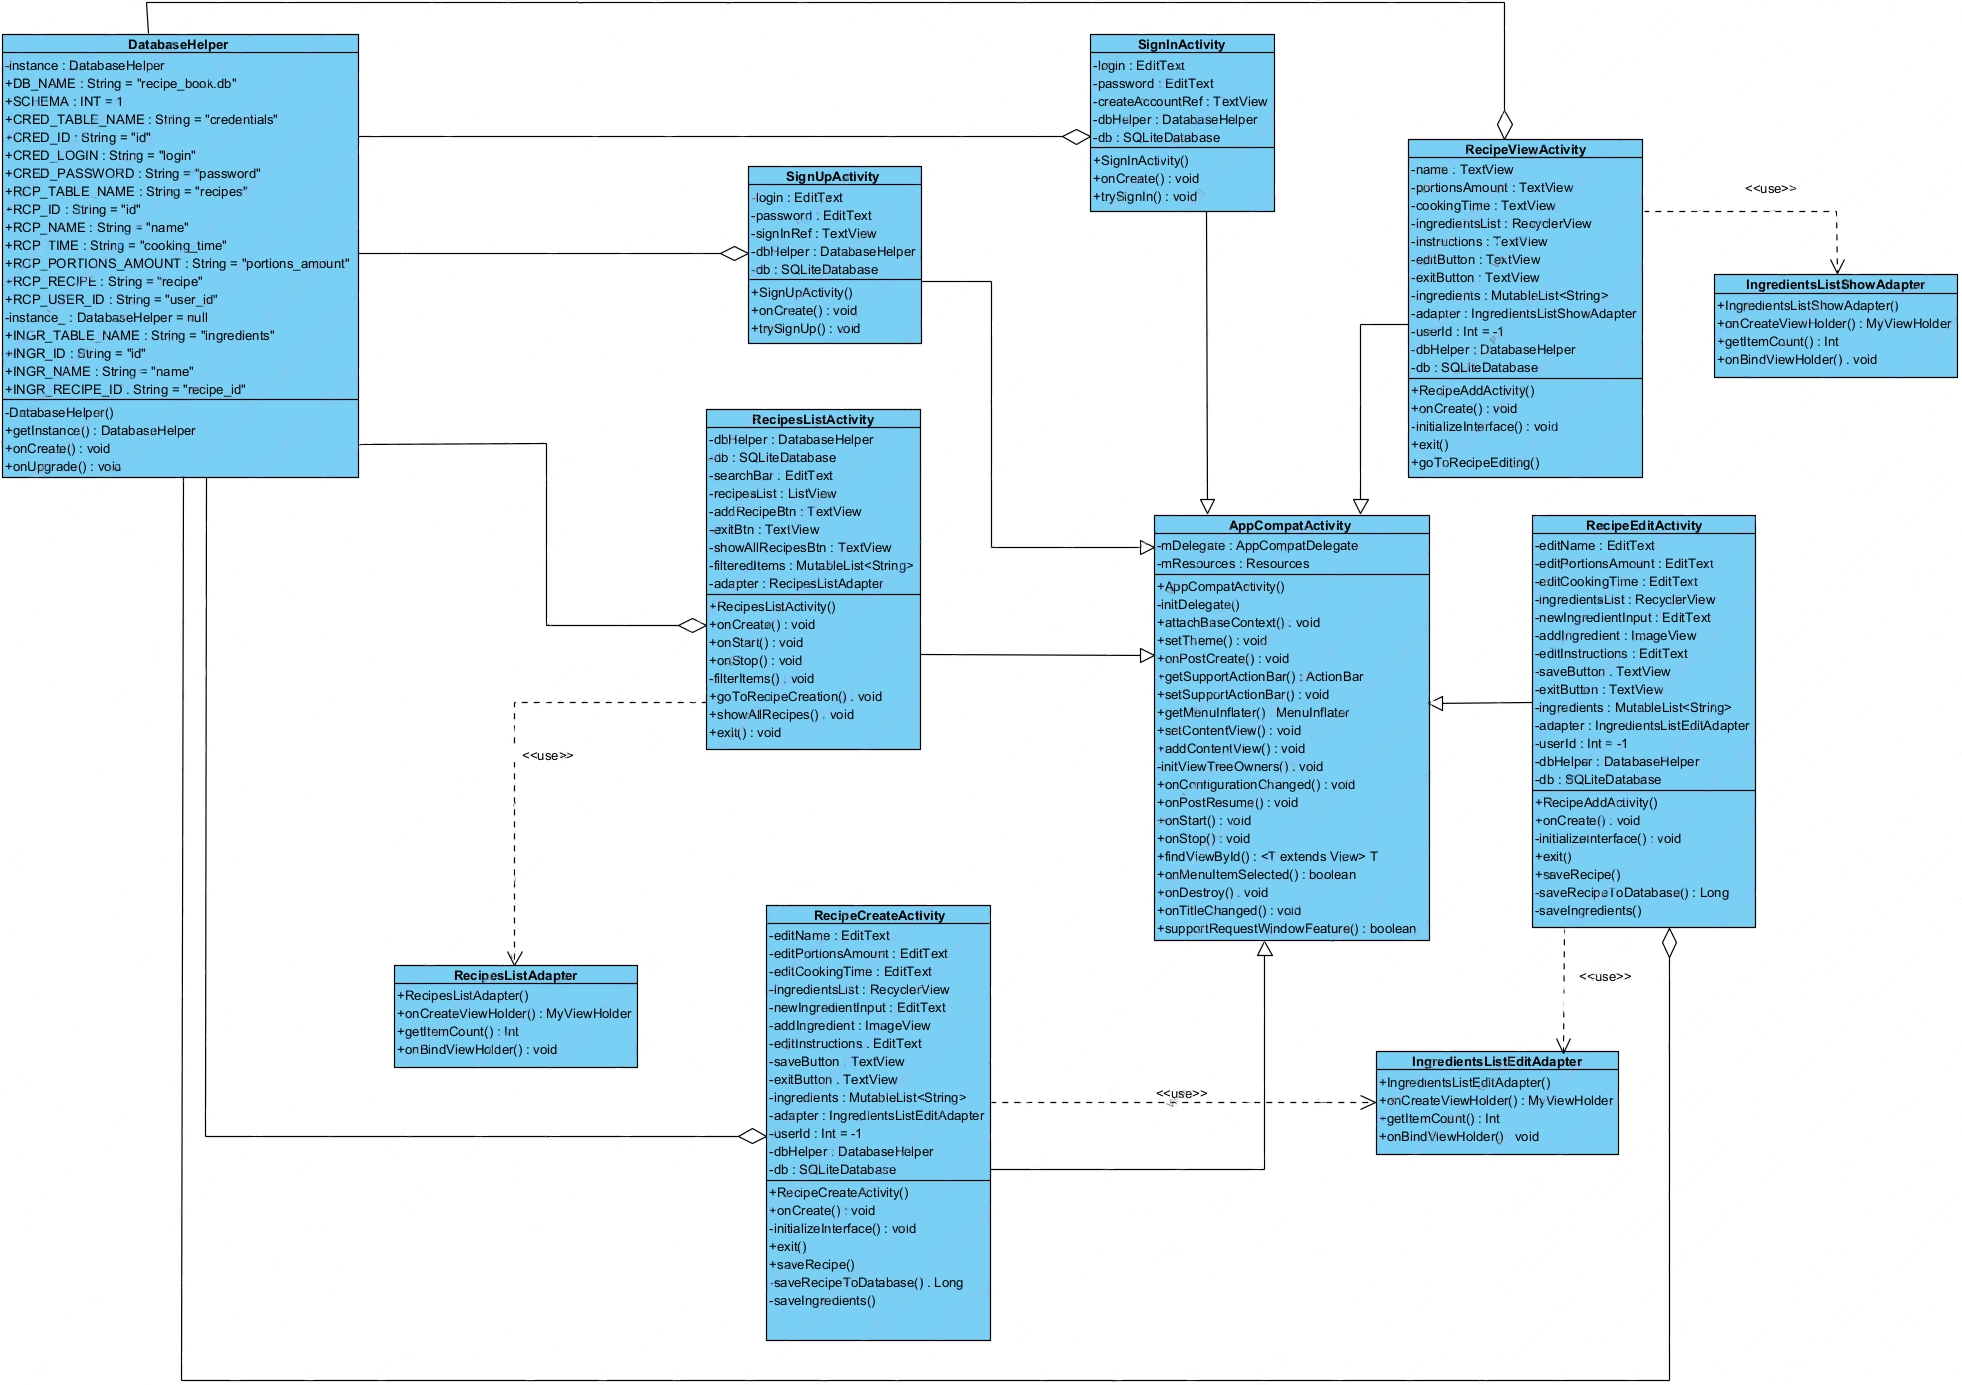 DatabaseHelper
-instance : DatabaseHelper
+DB_NAME : String = "recipe_book.db"
+SCHEMA : INT = 1
+CRED_TABLE_NAME : String = "credentials"
+CRED_ID : String = "id"
+CRED_LOGIN : String = "login"
+CRED_PASSWORD : String = "password"
+RCP_TABLE_NAME : String = "recipes"
+RCP_ID : String = "id"
+RCP_NAME : String = "name"
+RCP_TIME : String = "cooking_time"
+RCP_PORTIONS_AMOUNT : String = "portions_amount"
+RCP_RECIPE : String = "recipe"
+RCP_USER_ID : String = "user_id"
-instance_ : DatabaseHelper = null
+INGR_TABLE_NAME : String = "ingredients"
+INGR_ID : String = "id"
+INGR_NAME : String = "name"
+INGR_RECIPE_ID : String = "recipe_id"
-DatabaseHelper()
+getInstance() : DatabaseHelper
+onCreate() : void
+onUpgrade() : void
SignInActivity
-login : EditText
-password : EditText
-createAccountRef : TextView
-dbHelper : DatabaseHelper
-db : SQLiteDatabase
+SignInActivity()
+onCreate() : void
+trySignIn() : void
SignUpActivity
-login : EditText
-password : EditText
-signInRef : TextView
-dbHelper : DatabaseHelper
-db : SQLiteDatabase
+SignUpActivity()
+onCreate() : void
+trySignUp() : void
RecipeViewActivity
-name : TextView
-portionsAmount : TextView
-cookingTime : TextView
-ingredientsList : RecyclerView
-instructions : TextView
-editButton : TextView
-exitButton : TextView
-ingredients : MutableList<String>
-adapter : IngredientsListShowAdapter
-userId : Int = -1
-dbHelper : DatabaseHelper
-db : SQLiteDatabase
+RecipeAddActivity()
+onCreate() : void
-initializeInterface() : void
+exit()
+goToRecipeEditing()
<<use>>
IngredientsListShowAdapter
+IngredientsListShowAdapter()
+onCreateViewHolder() : MyViewHolder
+getItemCount() : Int
+onBindViewHolder() : void
RecipesListActivity
-dbHelper : DatabaseHelper
-db : SQLiteDatabase
-searchBar : EditText
-recipesList : ListView
-addRecipeBtn : TextView
-exitBtn : TextView
-showAllRecipesBtn : TextView
-filteredItems : MutableList<String>
-adapter : RecipesListAdapter
+RecipesListActivity()
+onCreate() : void
+onStart() : void
+onStop() : void
-filterItems() : void
+goToRecipeCreation() : void
+showAllRecipes() : void
+exit() : void
<<use>>
AppCompatActivity
-mDelegate : AppCompatDelegate
-mResources : Resources
+AppCompatActivity()
-initDelegate()
+attachBaseContext() : void
+setTheme() : void
+onPostCreate() : void
+getSupportActionBar() : ActionBar
+setSupportActionBar() : void
+getMenuInflater() : MenuInflater
+setContentView() : void
+addContentView() : void
-initViewTreeOwners() : void
+onConfigurationChanged() : void
+onPostResume() : void
+onStart() : void
+onStop() : void
+findViewById() : <T extends View> T
+onMenuItemSelected() : boolean
+onDestroy() : void
+onTitleChanged() : void
+supportRequestWindowFeature() : boolean
RecipeEditActivity
-editName : EditText
-editPortionsAmount : EditText
-editCookingTime : EditText
-ingredientsList : RecyclerView
-newIngredientInput : EditText
-addIngredient : ImageView
-editInstructions : EditText
-saveButton : TextView
-exitButton : TextView
-ingredients : MutableList<String>
-adapter : IngredientsListEditAdapter
-userId : Int = -1
-dbHelper : DatabaseHelper
-db : SQLiteDatabase
+RecipeAddActivity()
+onCreate() : void
-initializeInterface() : void
+exit()
+saveRecipe()
-saveRecipeToDatabase() : Long
-saveIngredients()
<<use>>
RecipesListAdapter
+RecipesListAdapter()
+onCreateViewHolder() : MyViewHolder
+getItemCount() : Int
+onBindViewHolder() : void
RecipeCreateActivity
-editName : EditText
-editPortionsAmount : EditText
-editCookingTime : EditText
-ingredientsList : RecyclerView
-newIngredientInput : EditText
-addIngredient : ImageView
-editInstructions : EditText
-saveButton : TextView
-exitButton : TextView
-ingredients : MutableList<String>
-adapter : IngredientsListEditAdapter
-userId : Int = -1
-dbHelper : DatabaseHelper
-db : SQLiteDatabase
+RecipeCreateActivity()
+onCreate() : void
-initializeInterface() : void
+exit()
+saveRecipe()
-saveRecipeToDatabase() : Long
-saveIngredients()
<<use>>
IngredientsListEditAdapter
+IngredientsListEditAdapter()
+onCreateViewHolder() : MyViewHolder
+getItemCount() : Int
+onBindViewHolder() : void